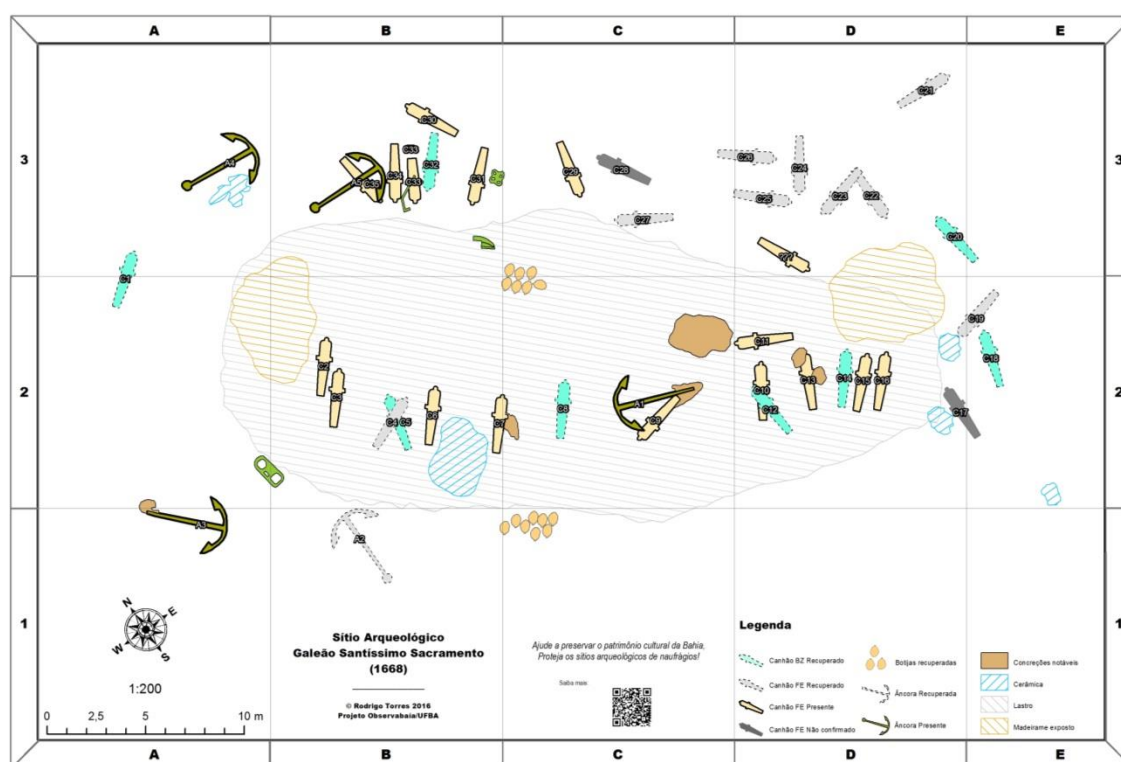 A B C D E
3 3
2 2
1 1
C21
C30
C33
C26
C24
A4
C32
C34
C33
C31
C29
C28
A5
C35
C25
C23
C22
C27
C20
C1
C19
C11
C18
C2
C3
C10
C13
C14
C15
C16
C12
C4
C5
C6
C7
C8
A1
C9
C17
A3
A2
N
E
W
S
1:200
0 2,5 5 10 m
Sítio Arqueológico
Galeão Santíssimo Sacramento
(1668)
© Rodrigo Torres 2016
Projeto Observabaía/UFBA
Ajude a preservar o patrimônio cultural da Bahia,
Proteja os sítios arqueológicos de naufrágios!
Saiba mais:
Legenda
Canhão BZ Recuperado
Canhão FE Recuperado
Canhão FE Presente
Canhão FE Não confirmado
Botijas recuperadas
Âncora Recuperada
Âncora Presente
Concreções notáveis
Cerâmica
Lastro
Madeirame exposto
A B C D E